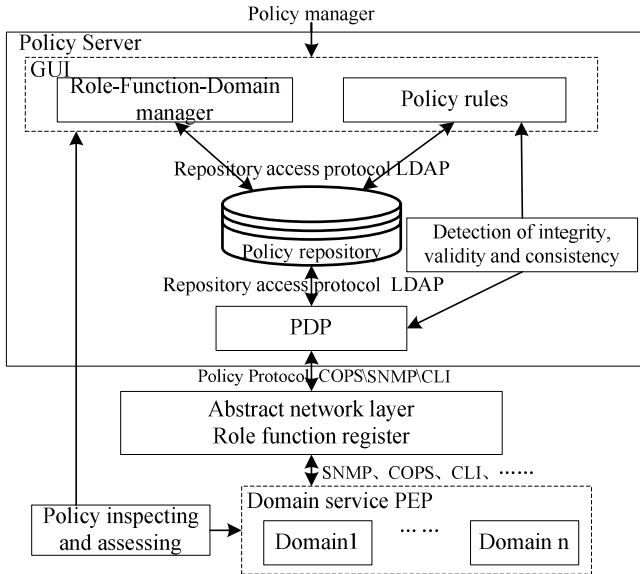 Policy manager
Policy Server
GUI
Role-Function-Domain
manager
Policy rules
Repository access protocol LDAP
Policy repository
Detection of integrity,
validity and consistency
Repository access protocol LDAP
PDP
Policy Protocol COPS\SNMP\CLI
Abstract network layer
Role function register
SNMP、COPS、CLI、……
Domain service PEP
Policy inspecting
and assessing
Domain1
……
Domain n